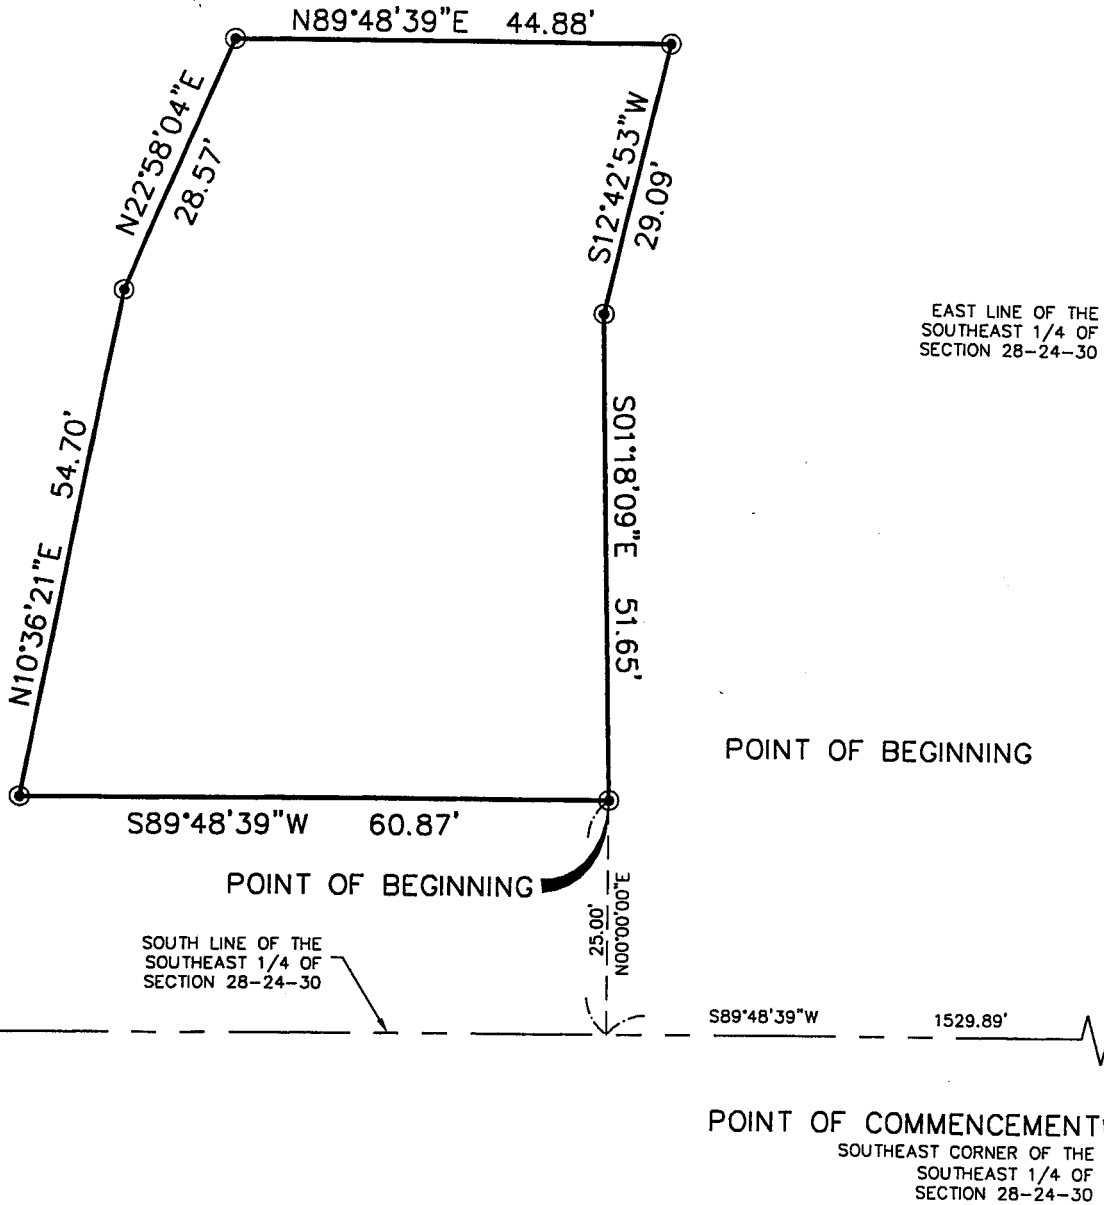 N89°48'39"E 44.88'
N22°58'04"E
28.57'
S12°42'53"W
29.09'
EAST LINE OF THE
SOUTHEAST 1/4 OF
SECTION 28-24-30
N10°36'21"E 54.70'
S01°18'09"E 51.65'
POINT OF BEGINNING
S89°48'39"W 60.87'
POINT OF BEGINNING
25.00'
N00°00'00"E
SOUTH LINE OF THE
SOUTHEAST 1/4 OF
SECTION 28-24-30
S89°48'39"W 1529.89'
POINT OF COMMENCEMENT
SOUTHEAST CORNER OF THE
SOUTHEAST 1/4 OF
SECTION 28-24-30